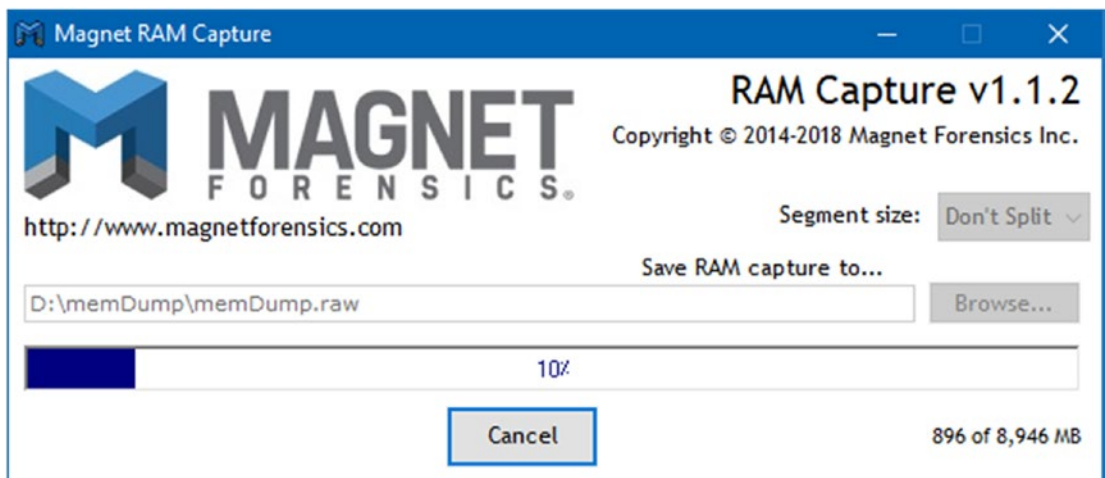 Magnet RAM Capture
MAGNET
FORENSICS®
RAM Capture v1.1.2
Copyright © 2014-2018 Magnet Forensics Inc.
http://www.magnetforensics.com
Segment size: Don't Split
Save RAM capture to...
D:\memDump\memDump.raw Browse...
10%
Cancel 896 of 8,946 MB